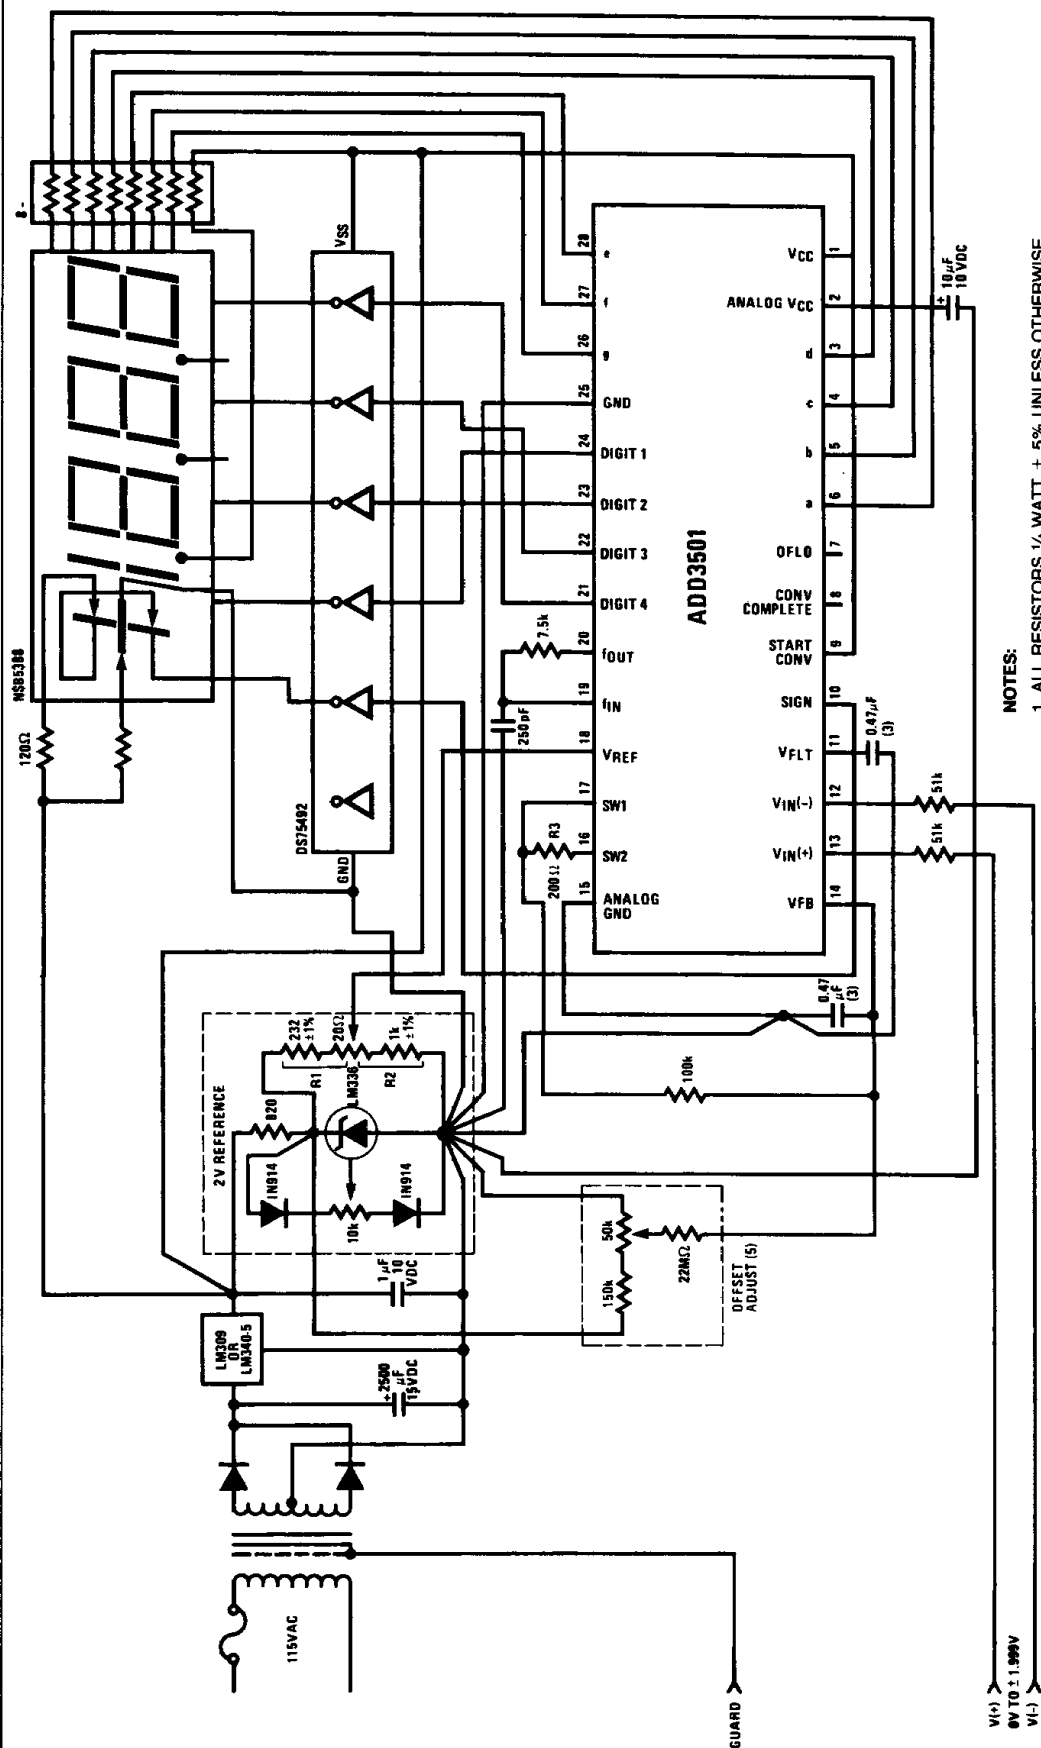 NSB5388
8 -
120Ω
DS75492
GND
VSS
2V REFERENCE
820
232
±1%
20Ω
1k
±1%
R1
R2
LM336
IN914
10k
IN914
LM309
OR
LM340-5
1 µF
10
VDC
+2500
µF
15VDC
115VAC
GUARD
150k
50k
22MΩ
OFFSET
ADJUST (5)
100k
250 pF
7.5k
R3
200Ω
ADD3501
28
e
27
f
26
g
25
GND
24
DIGIT 1
23
DIGIT 2
22
DIGIT 3
21
DIGIT 4
20
fOUT
19
fIN
18
VREF
17
SW1
16
SW2
15
ANALOG
GND
VCC
1
ANALOG VCC
2
d
3
c
4
b
5
a
6
OFLO
7
CONV
COMPLETE
8
START
CONV
9
SIGN
10
VFLT
11
VIN(-)
12
VIN(+)
13
VFB
14
+
10µF
10 VDC
0.47µF
(3)
0.47
µF
(3)
51k
51k
V(+)
0V TO ± 1.999V
V(-)
NOTES:
1. ALL RESISTORS ¼ WATT ± 5% UNLESS OTHERWISE